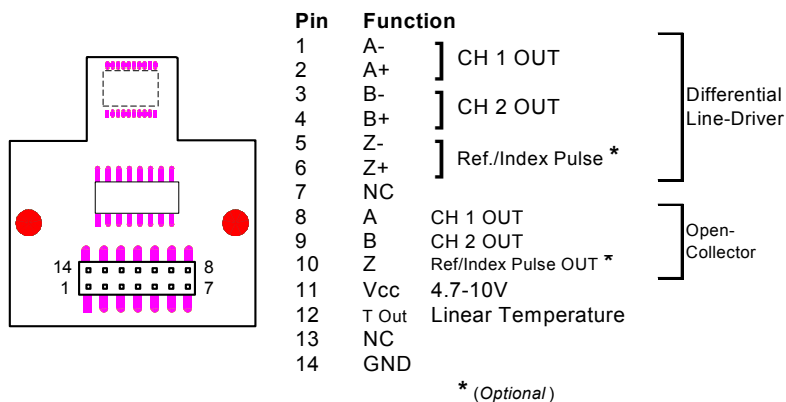 Pin Function
1 A-
2 A+ CH 1 OUT
3 B-
4 B+ CH 2 OUT
5 Z-
6 Z+ Ref./Index Pulse *
7 NC
Differential
Line-Driver
8 A CH 1 OUT
9 B CH 2 OUT
10 Z Ref/Index Pulse OUT *
Open-
Collector
11 Vcc 4.7-10V
12 T Out Linear Temperature
13 NC
14 GND
* (Optional)
14 8
1 7